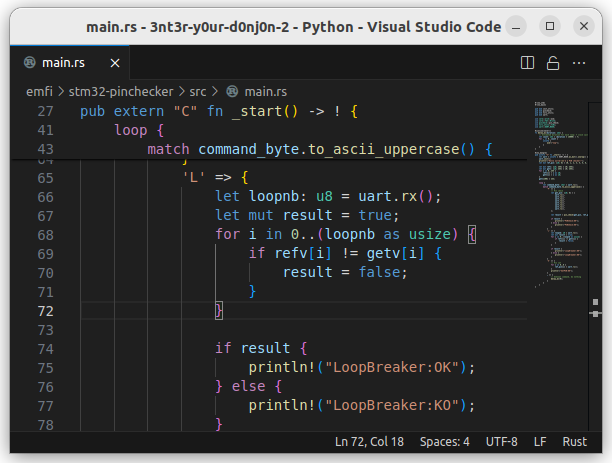 main.rs - 3nt3r-y0ur-d0nj0n-2 - Python - Visual Studio Code
main.rs
emfi > stm32-pinchecker > src > main.rs
27 pub extern "C" fn _start() -> ! {
41 loop {
43 match command_byte.to_ascii_uppercase() {
64 }
65 'L' => {
66 let loopnb: u8 = uart.rx();
67 let mut result = true;
68 for i in 0..(loopnb as usize) {
69 if refv[i] != getv[i] {
70 result = false;
71 }
72 }
73
74 if result {
75 println!("LoopBreaker:OK");
76 } else {
77 println!("LoopBreaker:KO");
78 }
Ln 72, Col 18 Spaces: 4 UTF-8 LF Rust